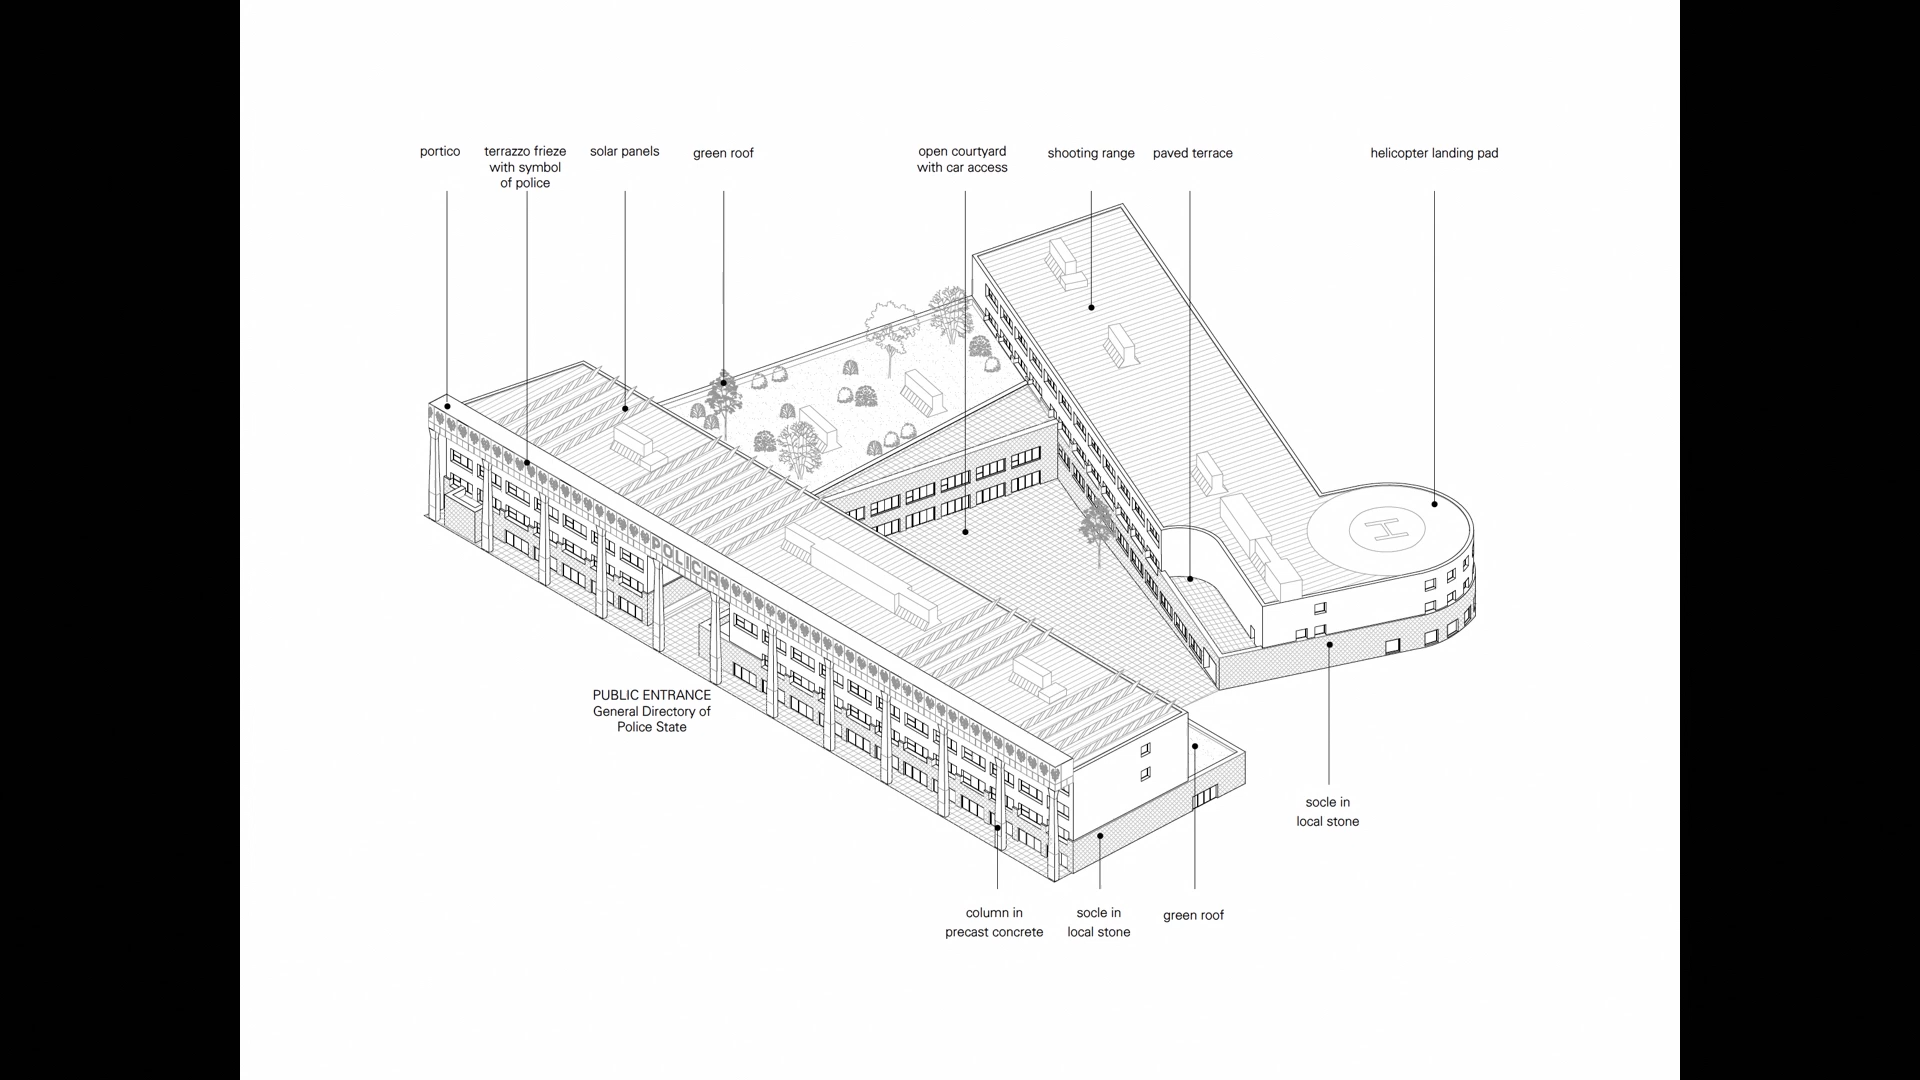 portico
terrazzo frieze
with symbol
of police
solar panels
green roof
open courtyard
with car access
shooting range
paved terrace
helicopter landing pad
H
POLICIA
PUBLIC ENTRANCE
General Directory of
Police State
socle in
local stone
column in
precast concrete
socle in
local stone
green roof